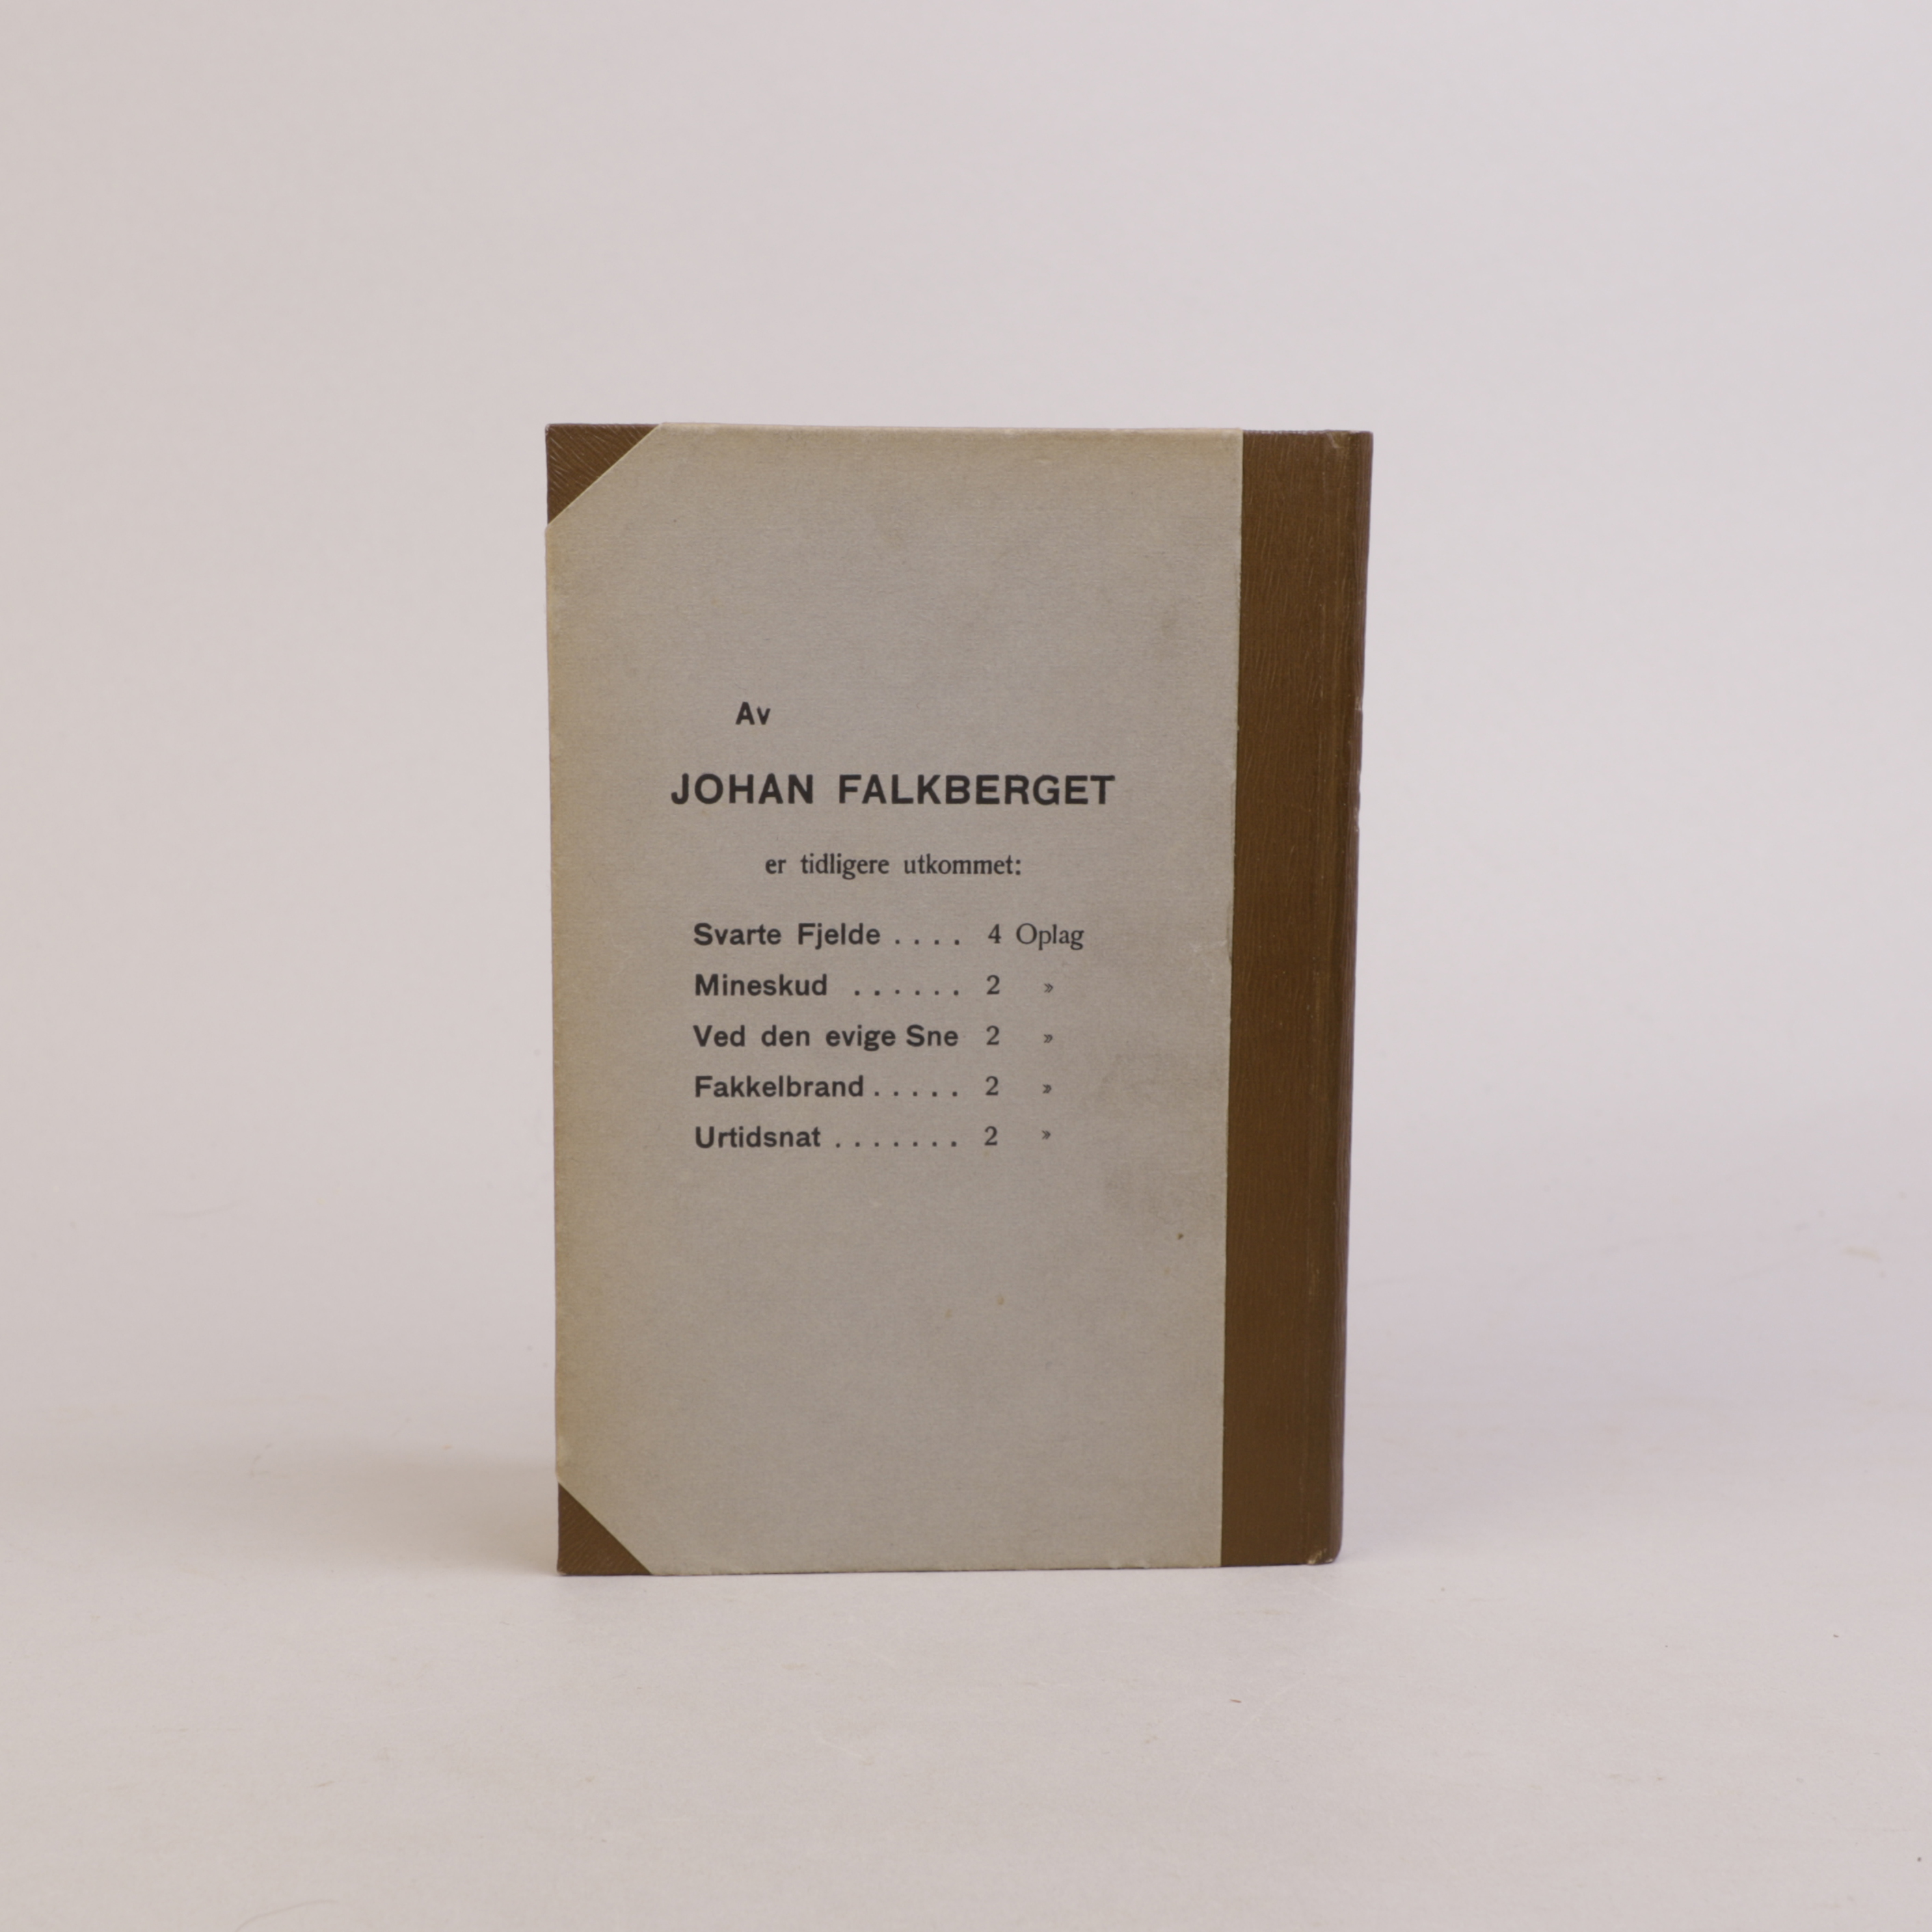 Av
JOHAN FALKBERGET
er tidligere utkommet:
Svarte Fjelde . . . . 4 Oplag
Mineskud . . . . . . 2 »
Ved den evige Sne 2 »
Fakkelbrand . . . . . 2 »
Urtidsnat . . . . . . . 2 »